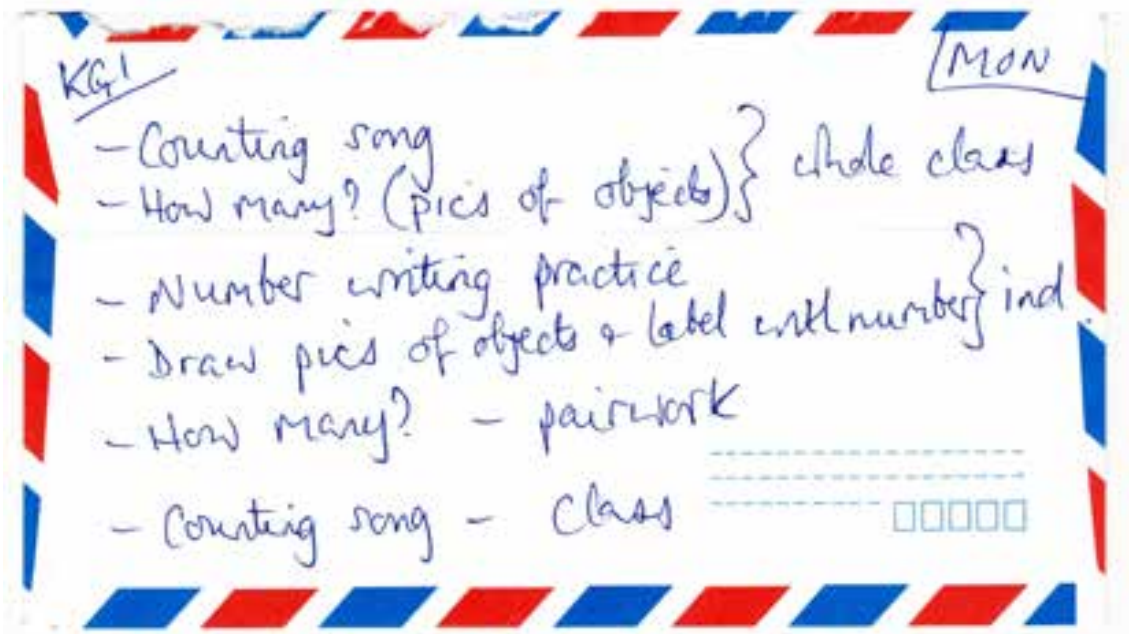 KG1 MON
- Counting song
- How many? (pics of objects) } whole class
- Number writing practice
- Draw pics of objects & label with number } ind.
- How many? - pairwork
- Counting song - class